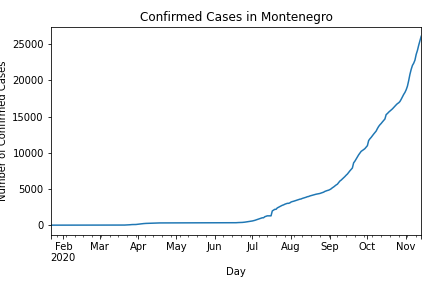 Confirmed Cases in Montenegro
Number of Confirmed Cases
25000
20000
15000
10000
5000
0
Feb Mar Apr May Jun Jul Aug Sep Oct Nov
2020
Day